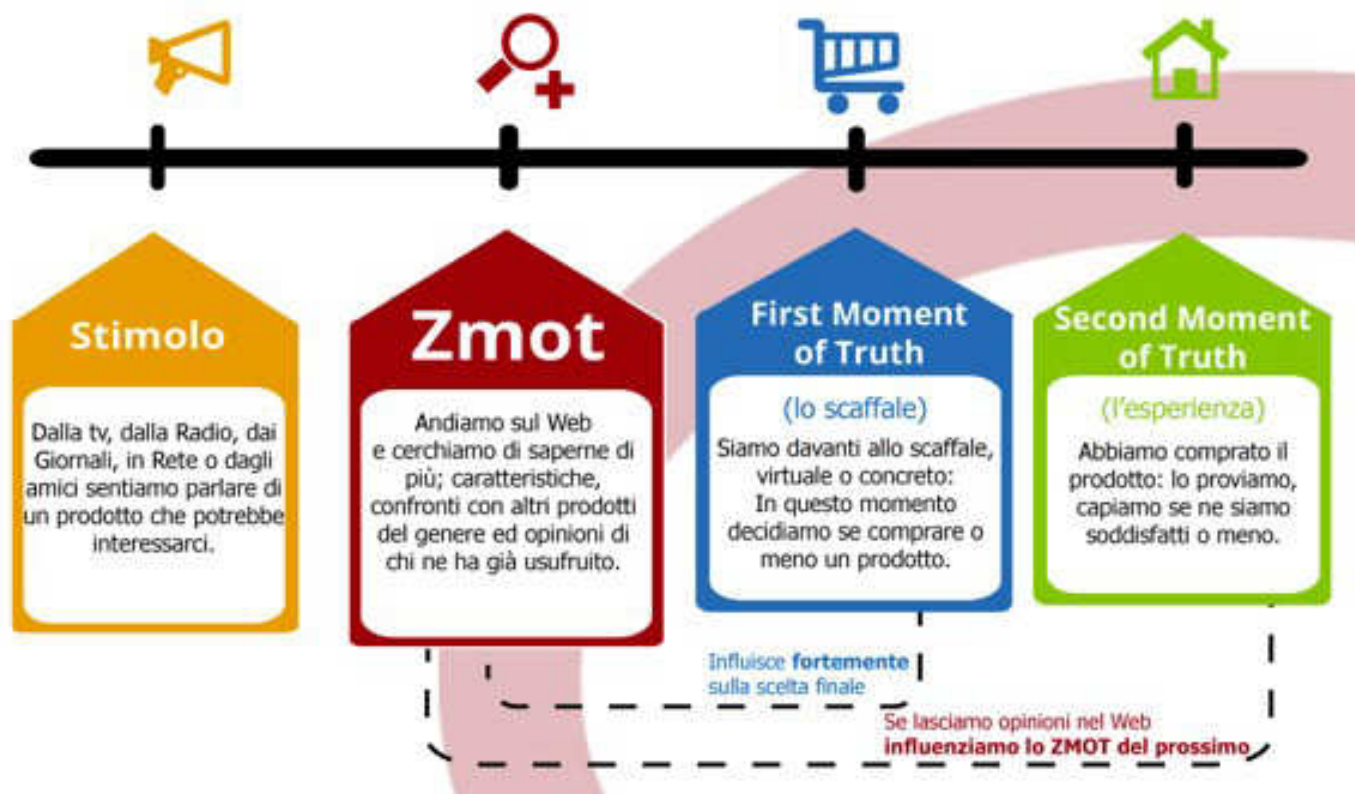 Stimolo
Dalla tv, dalla Radio, dai
Giornali, in Rete o dagli
amici sentiamo parlare di
un prodotto che potrebbe
interessarci.
Zmot
Andiamo sul Web
e cerchiamo di saperne di
più; caratteristiche,
confronti con altri prodotti
del genere ed opinioni di
chi ne ha già usufruito.
First Moment
of Truth
(lo scaffale)
Siamo davanti allo scaffale,
virtuale o concreto:
In questo momento
decidiamo se comprare o
meno un prodotto.
Second Moment
of Truth
(l'esperienza)
Abbiamo comprato il
prodotto: lo proviamo,
capiamo se ne siamo
soddisfatti o meno.
Influisce fortemente
sulla scelta finale
Se lasciamo opinioni nel Web
influenziamo lo ZMOT del prossimo